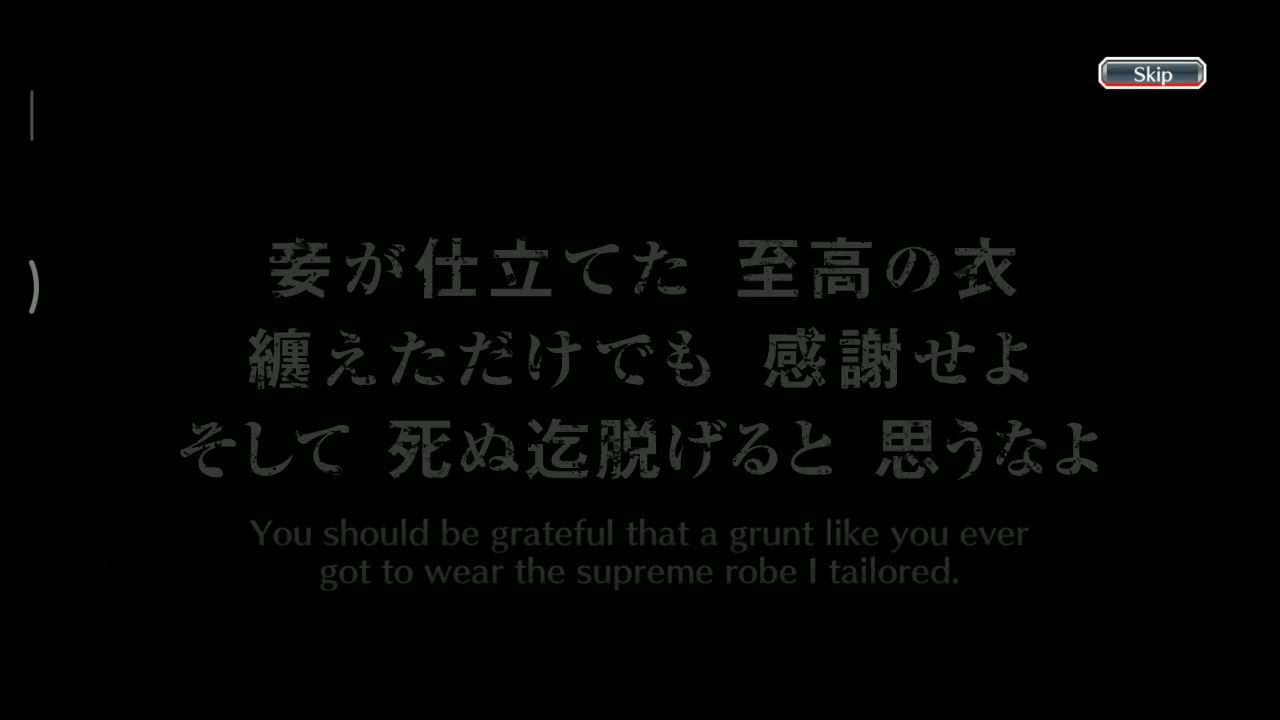 Skip
妾が仕立てた 至高の衣
纏えただけでも 感謝せよ
そして 死ぬ迄脱げると 思うなよ
You should be grateful that a grunt like you ever
got to wear the supreme robe I tailored.